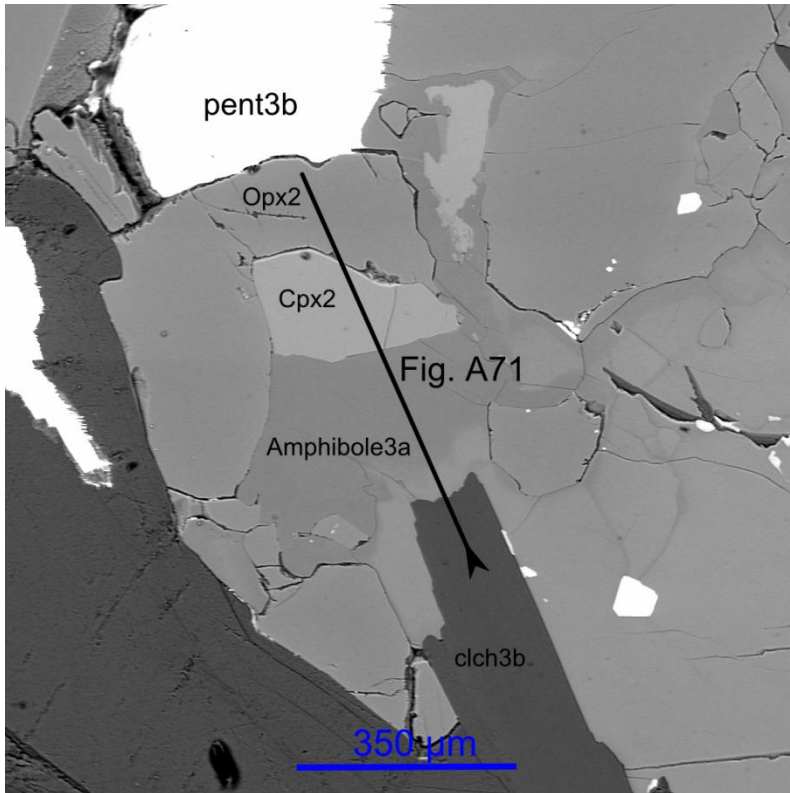 pent3b
Opx2
Cpx2
Fig. A71
Amphibole3a
clch3b
350 µm